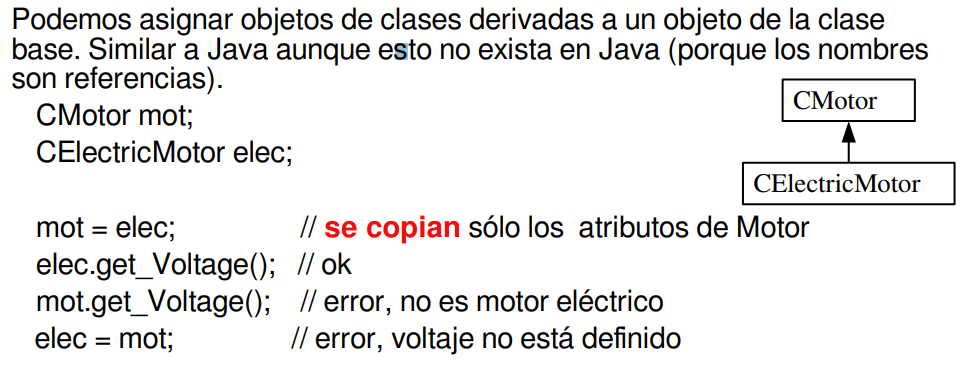 Podemos asignar objetos de clases derivadas a un objeto de la clase
base. Similar a Java aunque esto no exista en Java (porque los nombres
son referencias).
CMotor mot;
CElectricMotor elec;
CMotor
CElectricMotor
mot = elec; // se copian sólo los atributos de Motor
elec.get_Voltage(); // ok
mot.get_Voltage(); // error, no es motor eléctrico
elec = mot; // error, voltaje no está definido